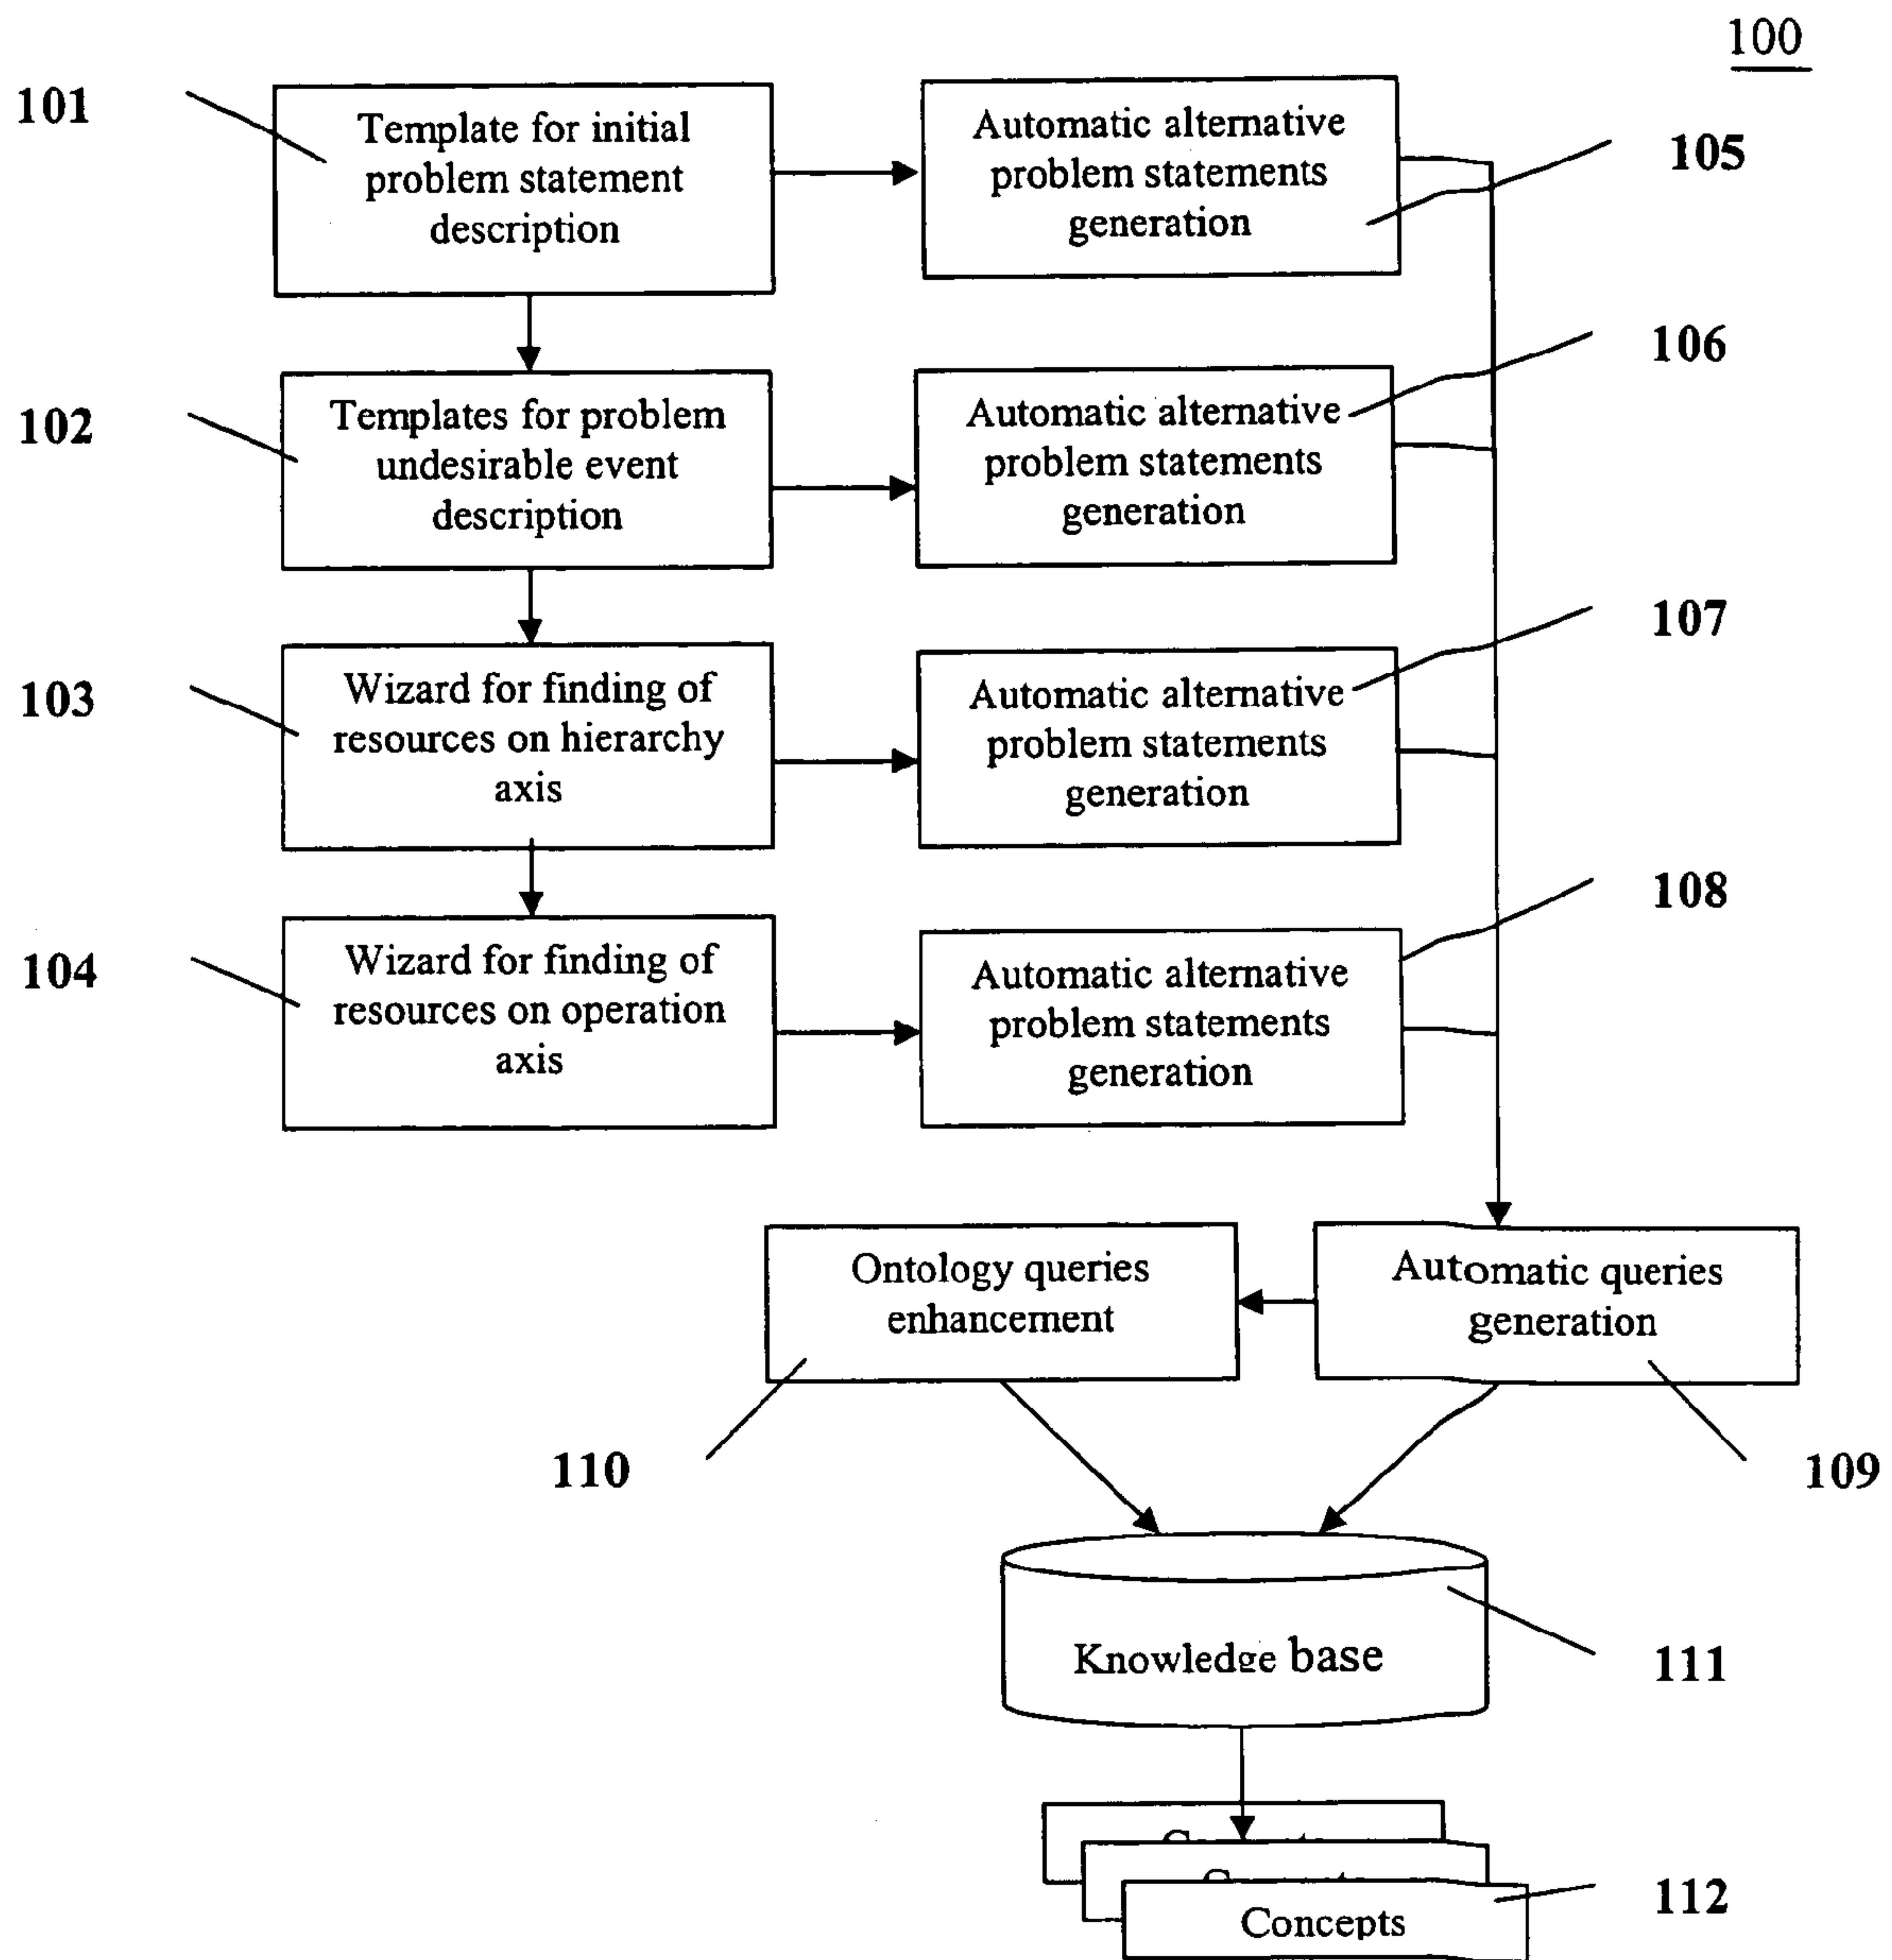 100
101
Template for initial
problem statement
description
Automatic alternative
problem statements
generation
105
102
Templates for problem
undesirable event
description
Automatic alternative
problem statements
generation
106
103
Wizard for finding of
resources on hierarchy
axis
Automatic alternative
problem statements
generation
107
104
Wizard for finding of
resources on operation
axis
Automatic alternative
problem statements
generation
108
Ontology queries
enhancement
Automatic queries
generation
110
109
Knowledge base
111
Concepts
112